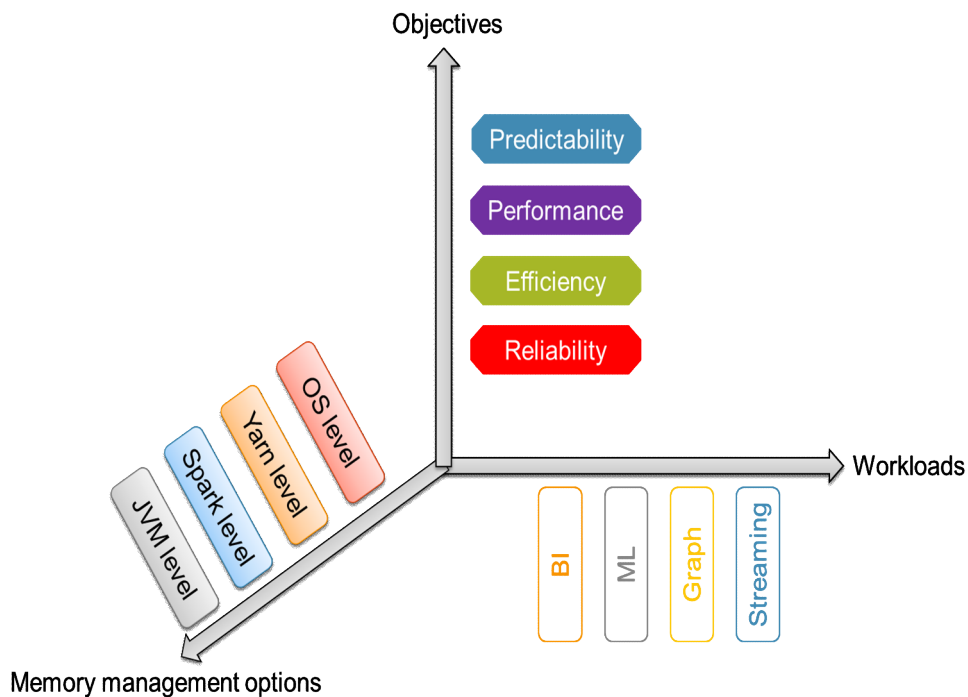 Objectives
Predictability
Performance
Efficiency
Reliability
OS level
Yarn level
Spark level
JVM level
Workloads
BI
ML
Graph
Streaming
Memory management options